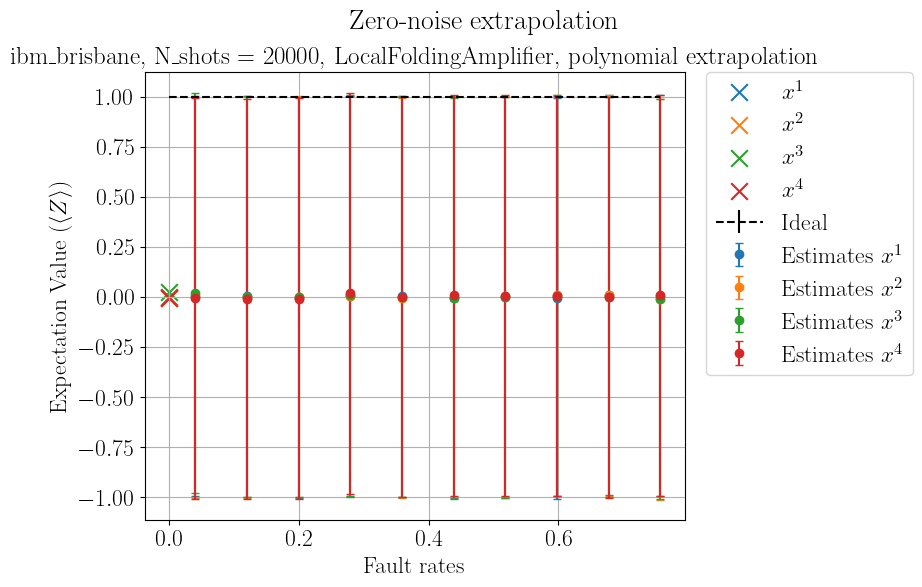 Zero-noise extrapolation
ibm_brisbane, N_shots = 20000, LocalFoldingAmplifier, polynomial extrapolation
Expectation Value (⟨Z⟩)
1.00
0.75
0.50
0.25
0.00
−0.25
−0.50
−0.75
−1.00
0.0 0.2 0.4 0.6
Fault rates
x¹
x²
x³
x⁴
Ideal
Estimates x¹
Estimates x²
Estimates x³
Estimates x⁴